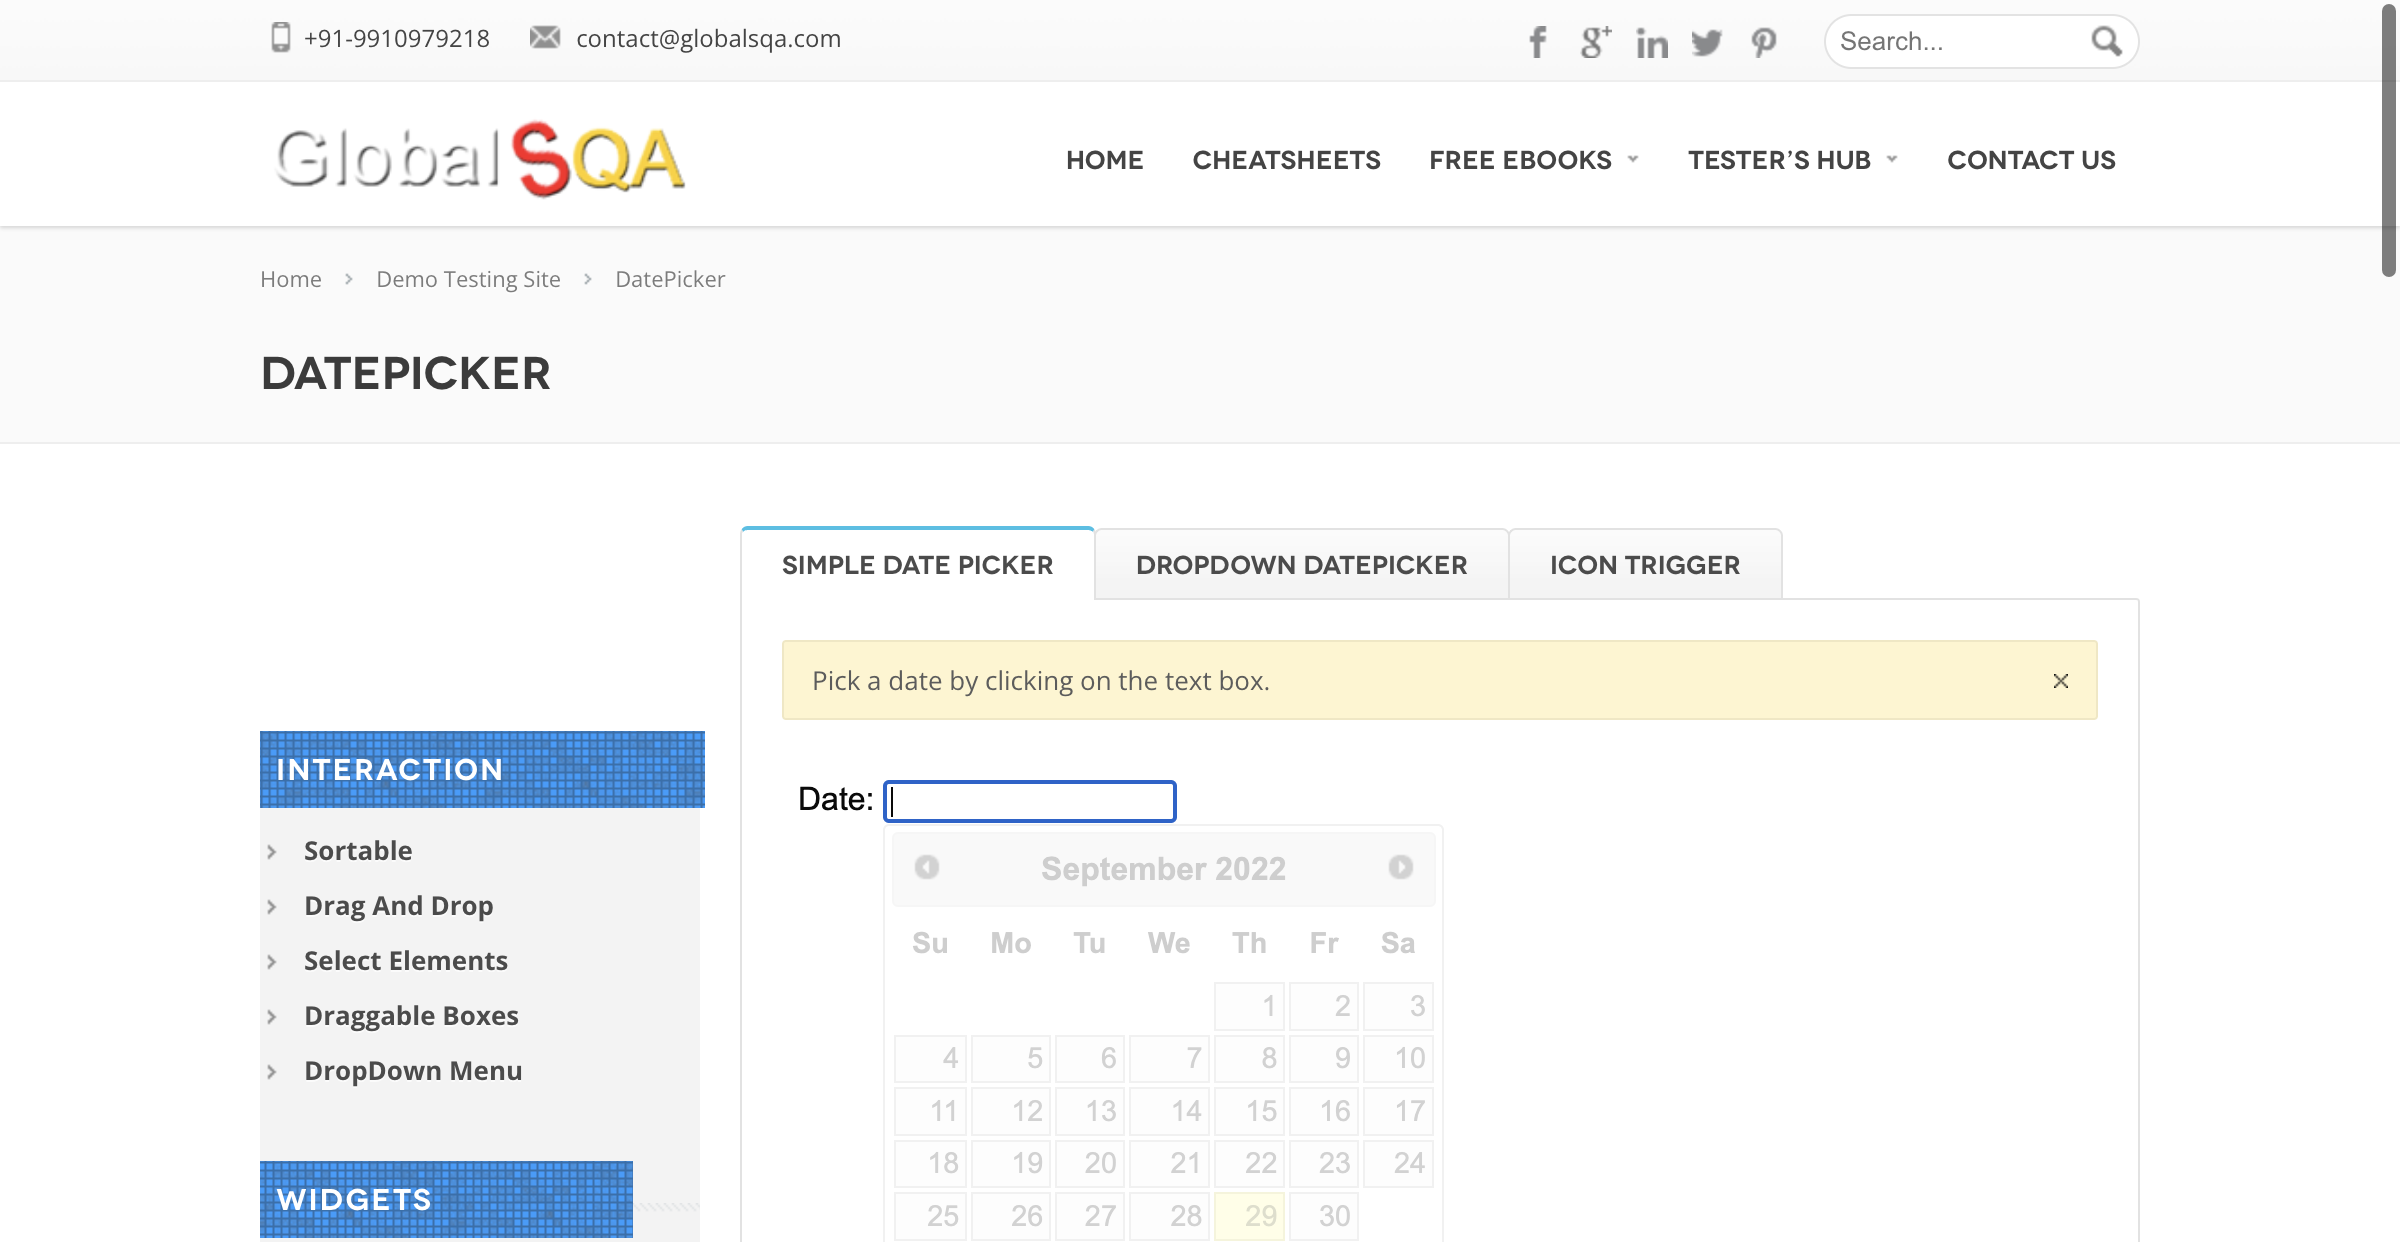 +91-9910979218 contact@globalsqa.com
Search...
GlobalSQA
HOME CHEATSHEETS FREE EBOOKS TESTER’S HUB CONTACT US
Home Demo Testing Site DatePicker
DATEPICKER
SIMPLE DATE PICKER DROPDOWN DATEPICKER ICON TRIGGER
Pick a date by clicking on the text box.
INTERACTION
Sortable
Drag And Drop
Select Elements
Draggable Boxes
DropDown Menu
WIDGETS
Date:
September 2022
Su Mo Tu We Th Fr Sa
1 2 3
4 5 6 7 8 9 10
11 12 13 14 15 16 17
18 19 20 21 22 23 24
25 26 27 28 29 30